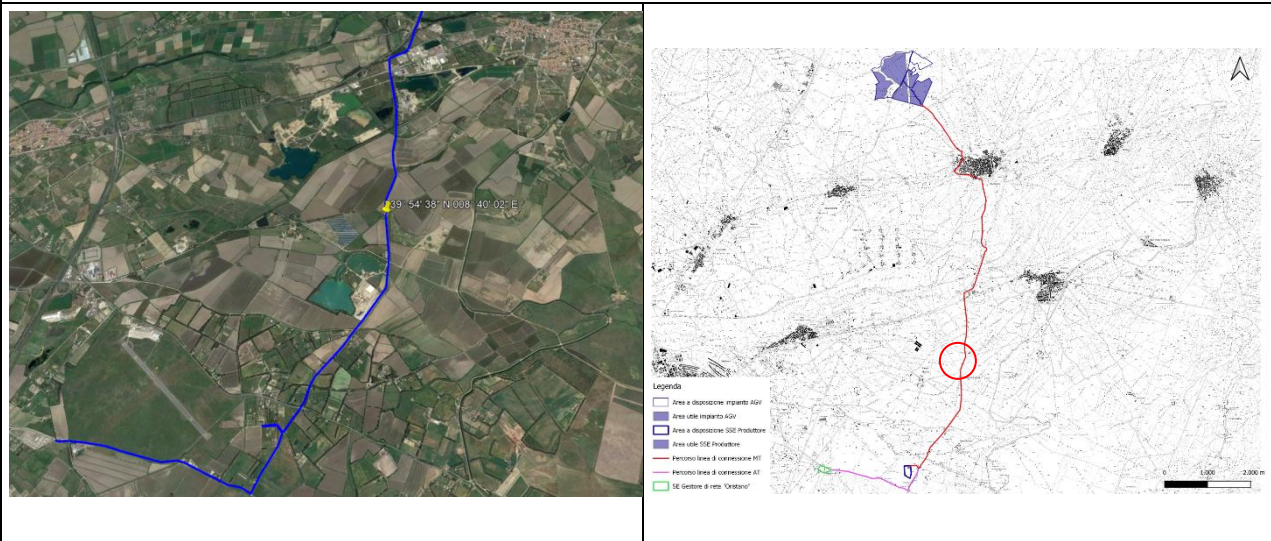 39° 54' 38" N 008° 40' 02" E
Legenda
Area a disposizione impianto AGV
Area utile impianto AGV
Area a disposizione SSE Produttore
Area utile SSE Produttore
Percorso linea di connessione MT
Percorso linea di connessione AT
SE Gestore di rete "Oristano"
0 1.000 2.000 m